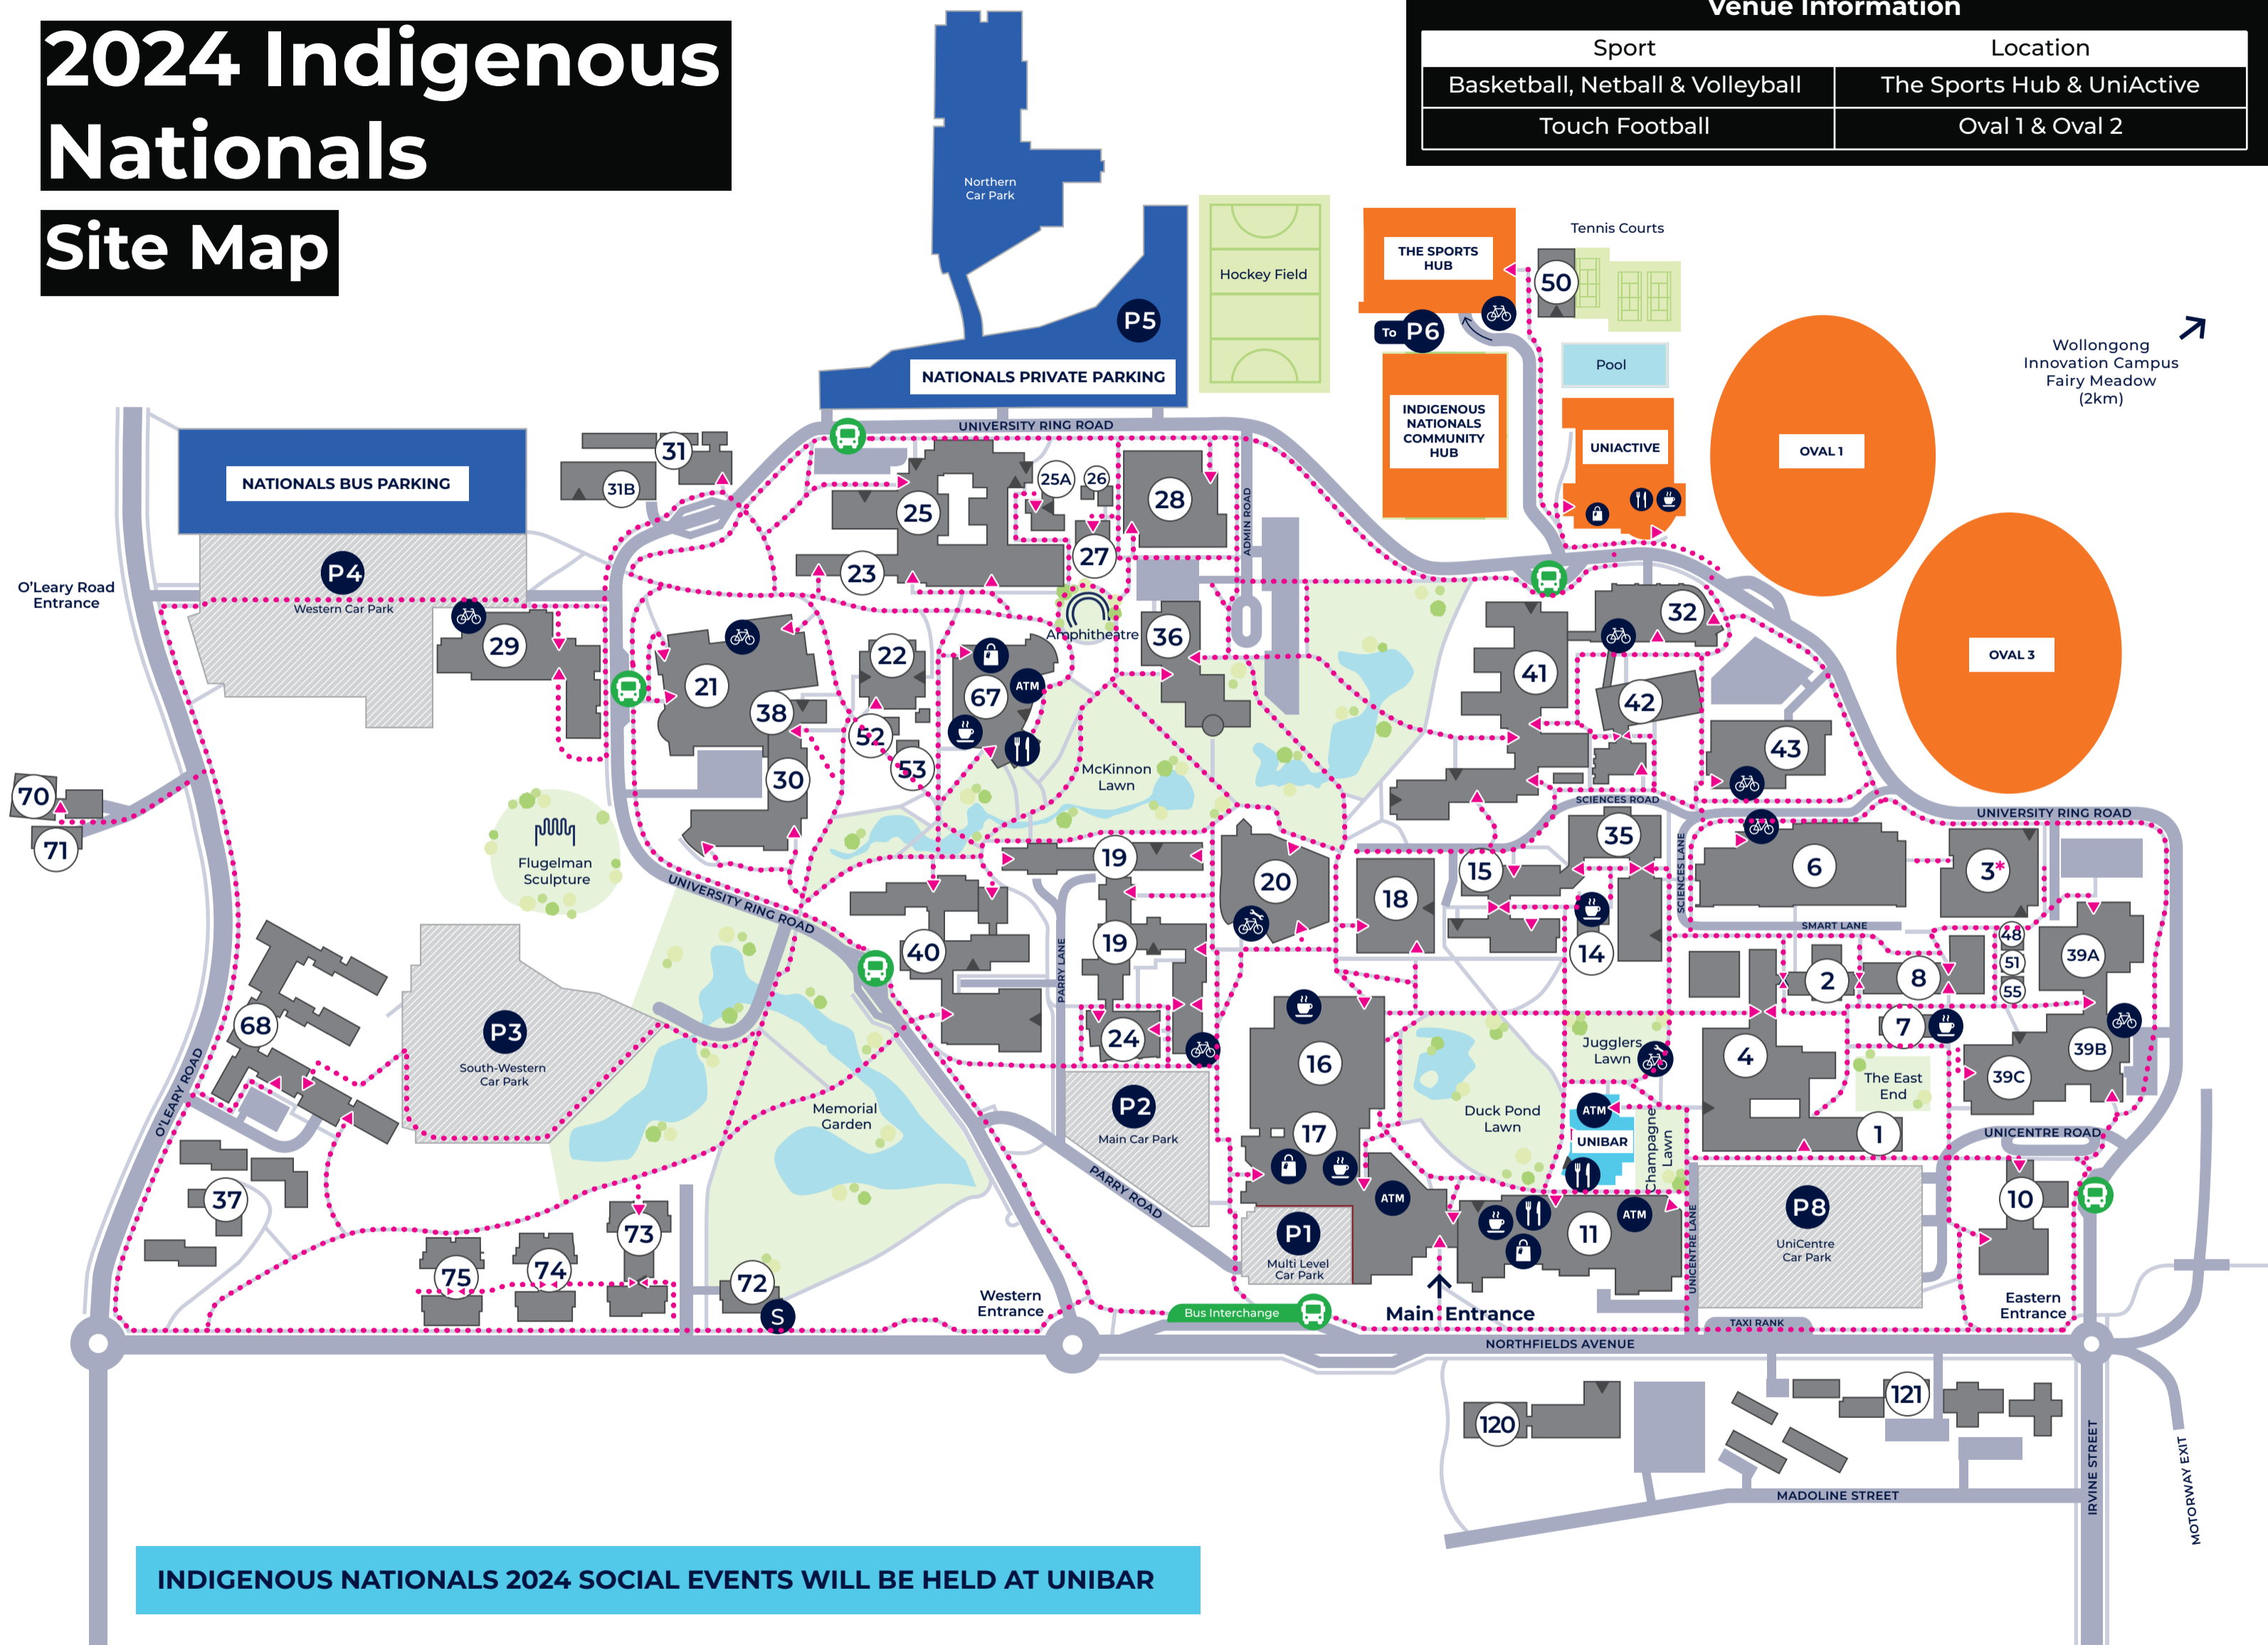 2024 Indigenous
Nationals
Site Map
Venue Information
Sport
Location
Basketball, Netball & Volleyball
The Sports Hub & UniActive
Touch Football
Oval 1 & Oval 2
Northern
Car Park
P5
NATIONALS PRIVATE PARKING
Hockey Field
THE SPORTS
HUB
To P6
50
Tennis Courts
Pool
INDIGENOUS
NATIONALS
COMMUNITY
HUB
UNIACTIVE
OVAL 1
OVAL 3
Wollongong
Innovation Campus
Fairy Meadow
(2km)
UNIVERSITY RING ROAD
NATIONALS BUS PARKING
P4
Western Car Park
O'Leary Road
Entrance
31
31B
25
25A
26
27
28
ADMIN ROAD
23
Amphitheatre
29
21
22
67
ATM
36
38
52
53
30
McKinnon
Lawn
41
32
42
43
SCIENCES ROAD
UNIVERSITY RING ROAD
70
71
Flugelman
Sculpture
UNIVERSITY RING ROAD
19
20
18
15
35
SCIENCES LANE
6
3*
SMART LANE
40
19
PARRY LANE
14
2
8
48
51
55
39A
68
P3
South-Western
Car Park
24
16
Jugglers
Lawn
4
7
39B
39C
The East
End
O'LEARY ROAD
Memorial
Garden
P2
Main Car Park
17
Duck Pond
Lawn
ATM
UNIBAR
Champagne
Lawn
1
UNICENTRE ROAD
37
PARRY ROAD
ATM
P1
Multi Level
Car Park
11
ATM
UNICENTRE LANE
P8
UniCentre
Car Park
10
73
75
74
72
S
Western
Entrance
Bus Interchange
Main Entrance
TAXI RANK
Eastern
Entrance
NORTHFIELDS AVENUE
120
121
MADOLINE STREET
IRVINE STREET
MOTORWAY EXIT
INDIGENOUS NATIONALS 2024 SOCIAL EVENTS WILL BE HELD AT UNIBAR